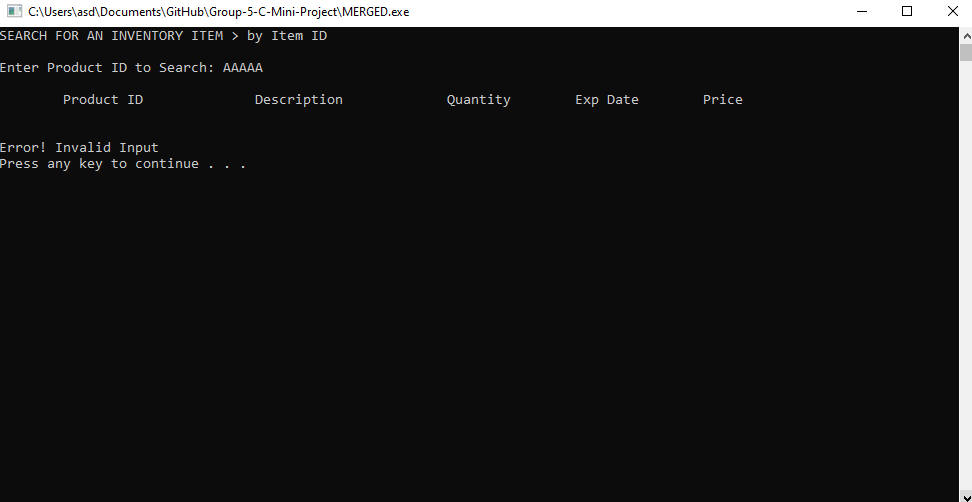 C:\Users\asd\Documents\GitHub\Group-5-C-Mini-Project\MERGED.exe
SEARCH FOR AN INVENTORY ITEM > by Item ID
Enter Product ID to Search: AAAAA
Product ID Description Quantity Exp Date Price
Error! Invalid Input
Press any key to continue . . .